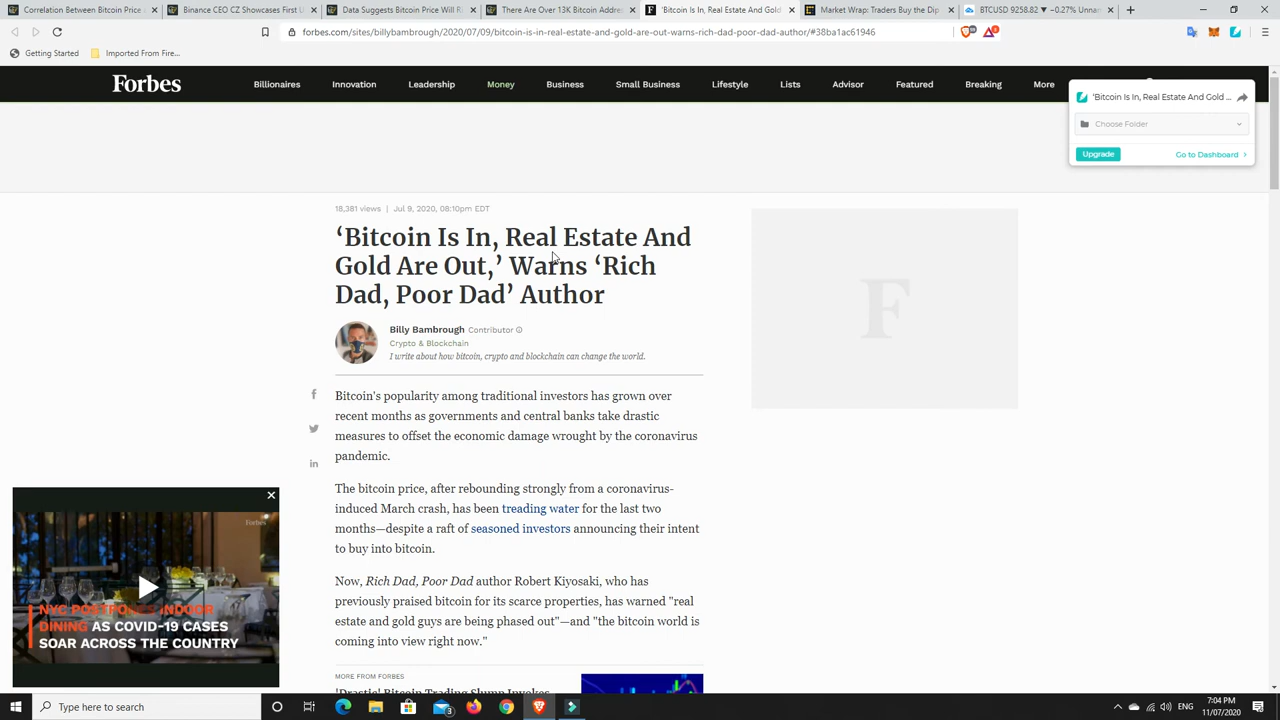 Correlation Between Bitcoin Price
Binance CEO CZ Showcases First
Data Suggests Bitcoin Price Will
There Are Over 13K Bitcoin Addre
'Bitcoin Is In, Real Estate And Gold
Market Wrap: Traders Buy the Dip
BTCUSD 9258.82 ▼ −0.27% Unna
forbes.com/sites/billybambrough/2020/07/09/bitcoin-is-in-real-estate-and-gold-are-out-warns-rich-dad-poor-dad-author/#38ba1ac61946
Getting Started
Imported From Fire...
Forbes
Billionaires
Innovation
Leadership
Money
Business
Small Business
Lifestyle
Lists
Advisor
Featured
Breaking
More
'Bitcoin Is In, Real Estate And Gold ...
Choose Folder
Upgrade
Go to Dashboard
18,381 views | Jul 9, 2020, 08:10pm EDT
‘Bitcoin Is In, Real Estate And
Gold Are Out,’ Warns ‘Rich
Dad, Poor Dad’ Author
Billy Bambrough Contributor
Crypto & Blockchain
I write about how bitcoin, crypto and blockchain can change the world.
Bitcoin's popularity among traditional investors has grown over
recent months as governments and central banks take drastic
measures to offset the economic damage wrought by the coronavirus
pandemic.
The bitcoin price, after rebounding strongly from a coronavirus-
induced March crash, has been treading water for the last two
months—despite a raft of seasoned investors announcing their intent
to buy into bitcoin.
Now, Rich Dad, Poor Dad author Robert Kiyosaki, who has
previously praised bitcoin for its scarce properties, has warned "real
estate and gold guys are being phased out"—and "the bitcoin world is
coming into view right now."
MORE FROM FORBES
'Drastic' Bitcoin Trading Slump Invokes
Forbes
NYC POSTPONES INDOOR
DINING AS COVID-19 CASES
SOAR ACROSS THE COUNTRY
Type here to search
3
ENG
7:04 PM
11/07/2020